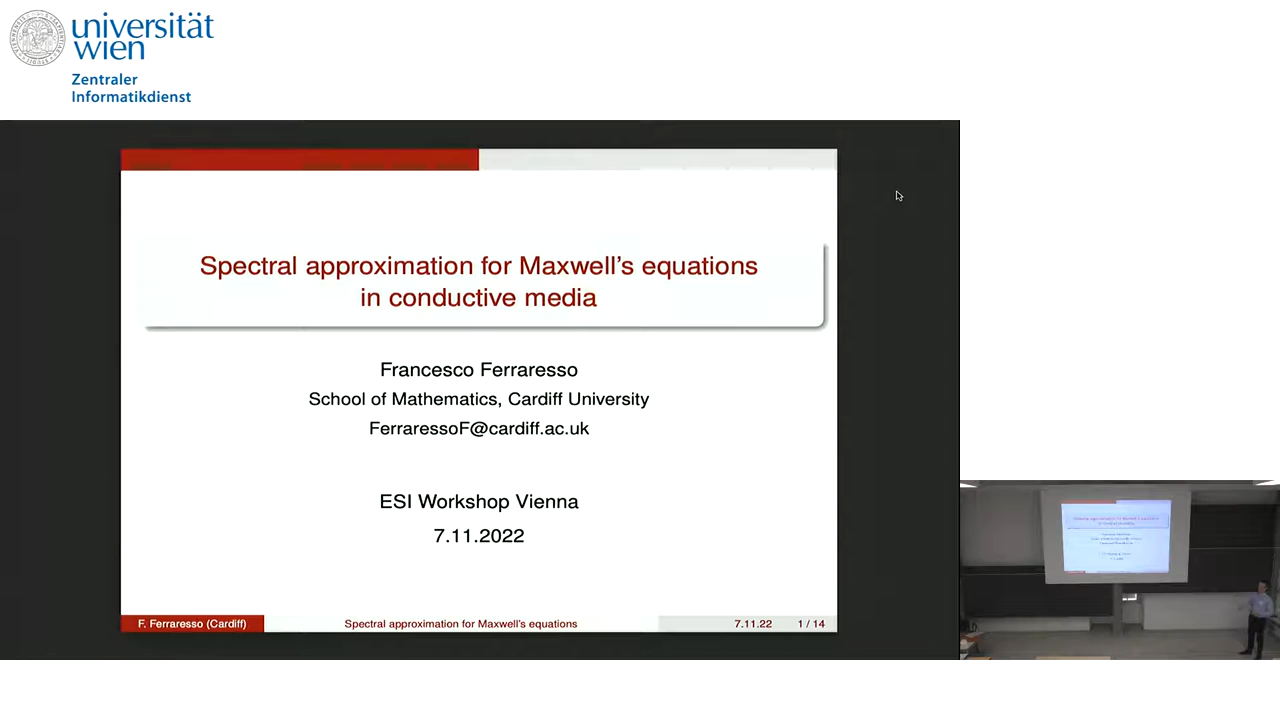 universität
wien
Zentraler
Informatikdienst
Spectral approximation for Maxwell's equations
in conductive media
Francesco Ferraresso
School of Mathematics, Cardiff University
FerraressoF@cardiff.ac.uk
ESI Workshop Vienna
7.11.2022
F. Ferraresso (Cardiff)
Spectral approximation for Maxwell's equations
7.11.22 1 / 14